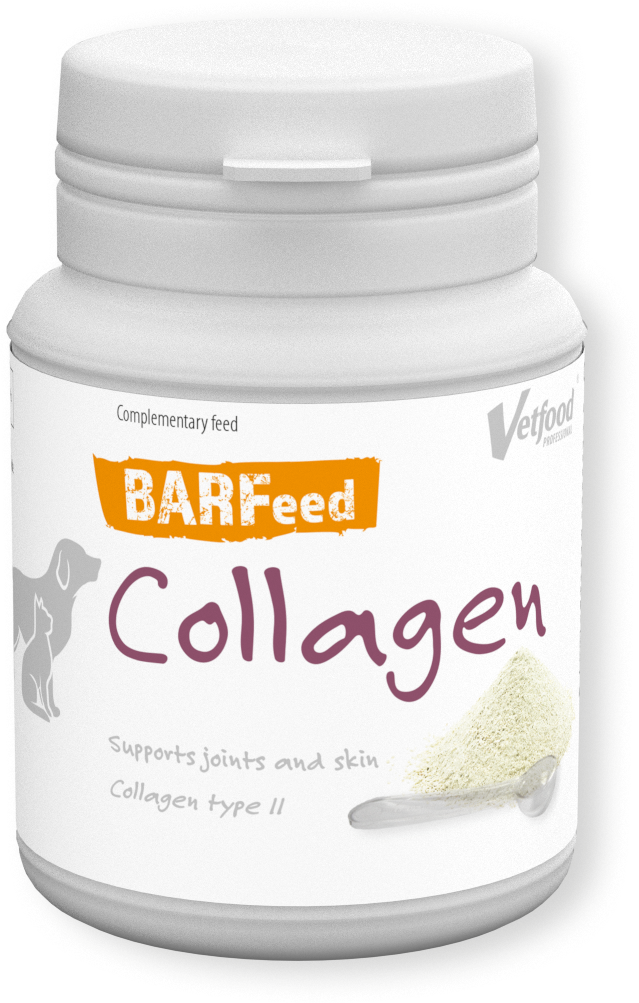 Complementary feed
Vetfood
PROFESSIONAL
BARFeed
Collagen
Supports joints and skin
Collagen type II